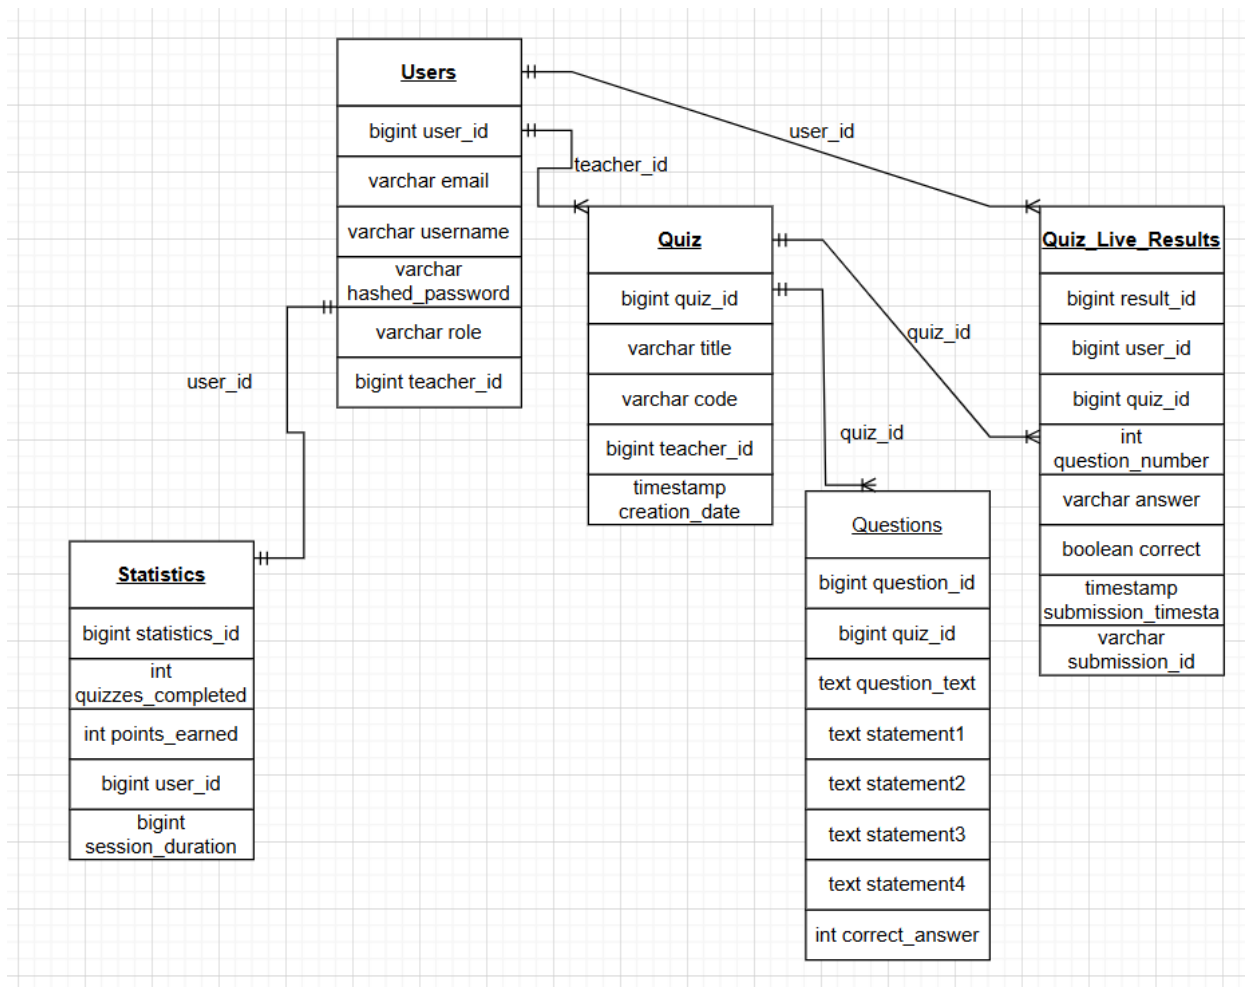 Users
bigint user_id
varchar email
varchar username
varchar
hashed_password
varchar role
bigint teacher_id
user_id
teacher_id
Quiz
bigint quiz_id
varchar title
varchar code
bigint teacher_id
timestamp
creation_date
user_id
quiz_id
quiz_id
Quiz_Live_Results
bigint result_id
bigint user_id
bigint quiz_id
int
question_number
varchar answer
boolean correct
timestamp
submission_timesta
varchar
submission_id
Questions
bigint question_id
bigint quiz_id
text question_text
text statement1
text statement2
text statement3
text statement4
int correct_answer
Statistics
bigint statistics_id
int
quizzes_completed
int points_earned
bigint user_id
bigint
session_duration